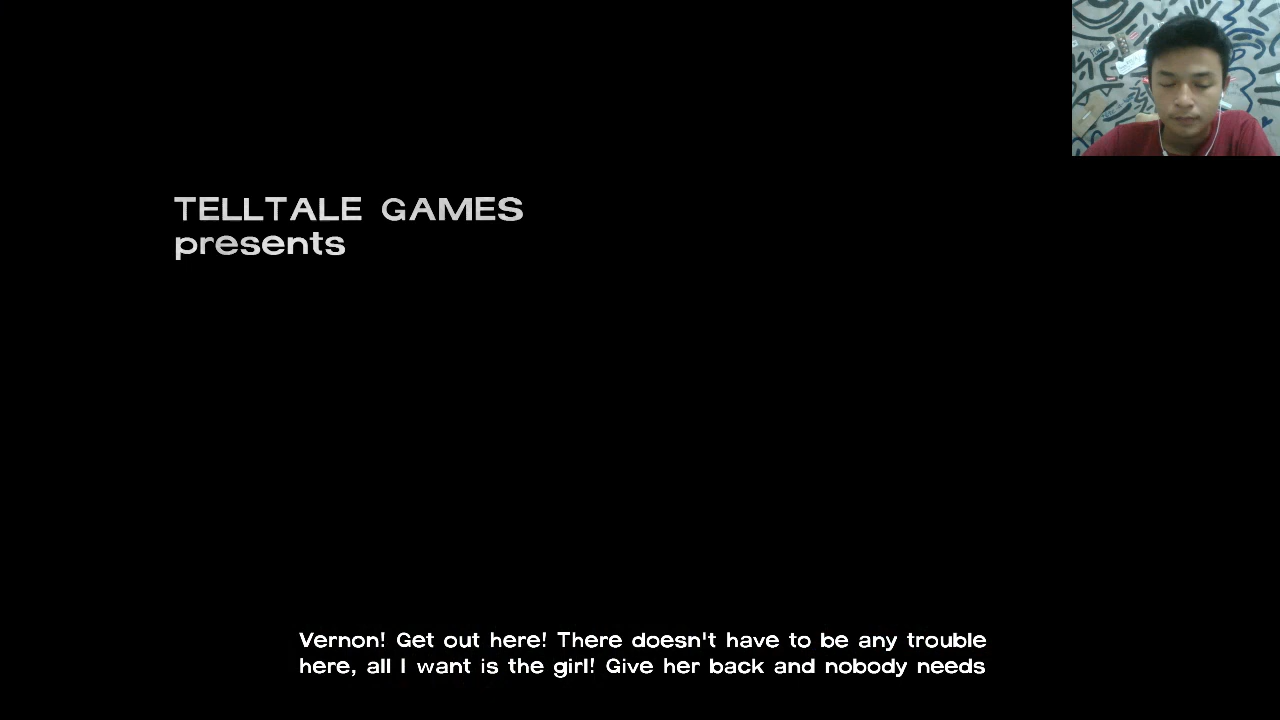 TELLTALE GAMES
presents
Vernon! Get out here! There doesn't have to be any trouble
here, all I want is the girl! Give her back and nobody needs